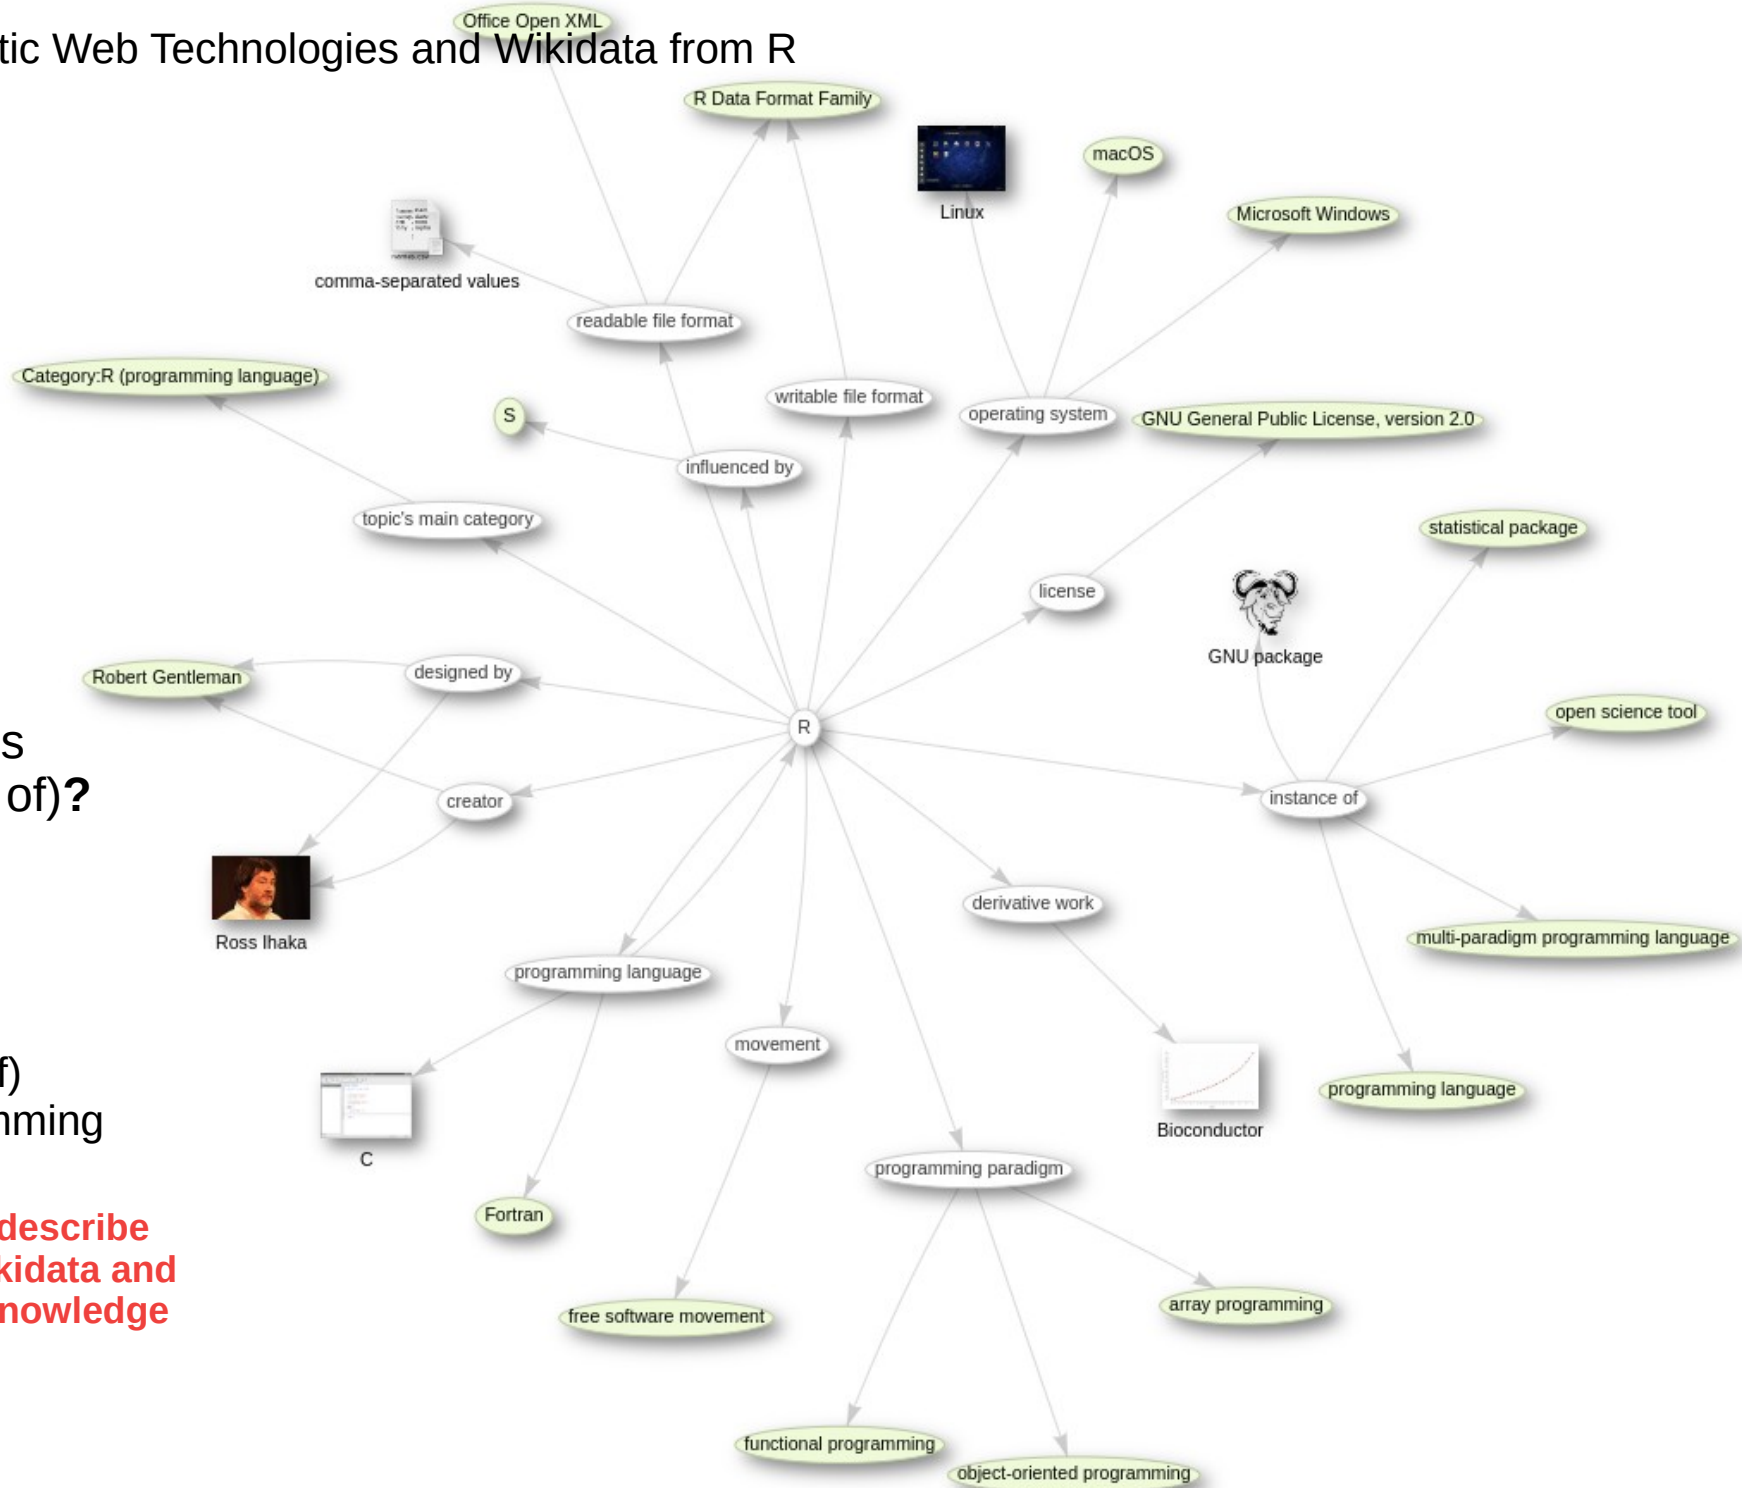 Office Open XML
tic Web Technologies and Wikidata from R
R Data Format Family
macOS
Linux
Microsoft Windows
comma-separated values
readable file format
Category:R (programming language)
writable file format
S
operating system
GNU General Public License, version 2.0
influenced by
topic's main category
statistical package
license
GNU package
designed by
Robert Gentleman
open science tool
R
s
of)?
creator
instance of
derivative work
multi-paradigm programming language
Ross Ihaka
programming language
movement
f)
programming language
nming
Bioconductor
C
programming paradigm
Fortran
describe
kidata and
array programming
nowledge
free software movement
functional programming
object-oriented programming